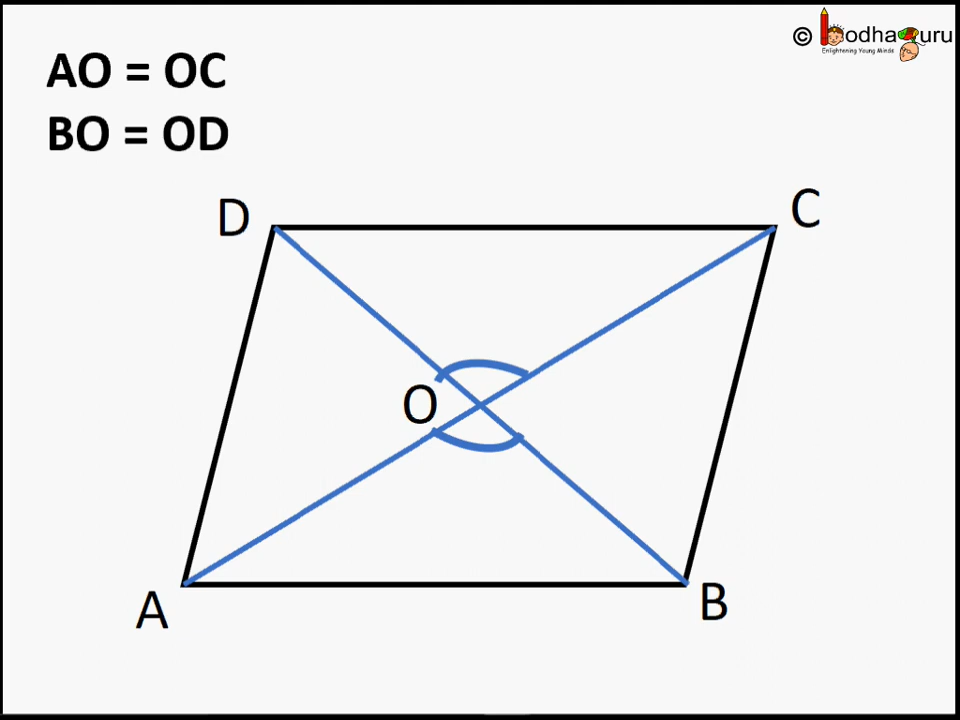 AO = OC
BO = OD
© bodhaguru
Enlightening Young Minds
D
C
O
A
B